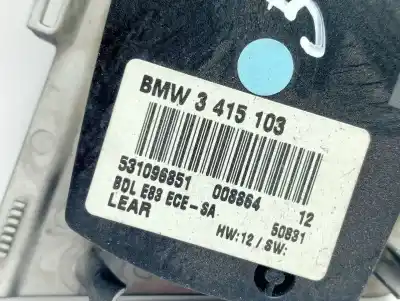 BMW 3 415 103
531096851 008864 12
BDL E83 ECE-SA 50831
LEAR HW:12 / SW:
C